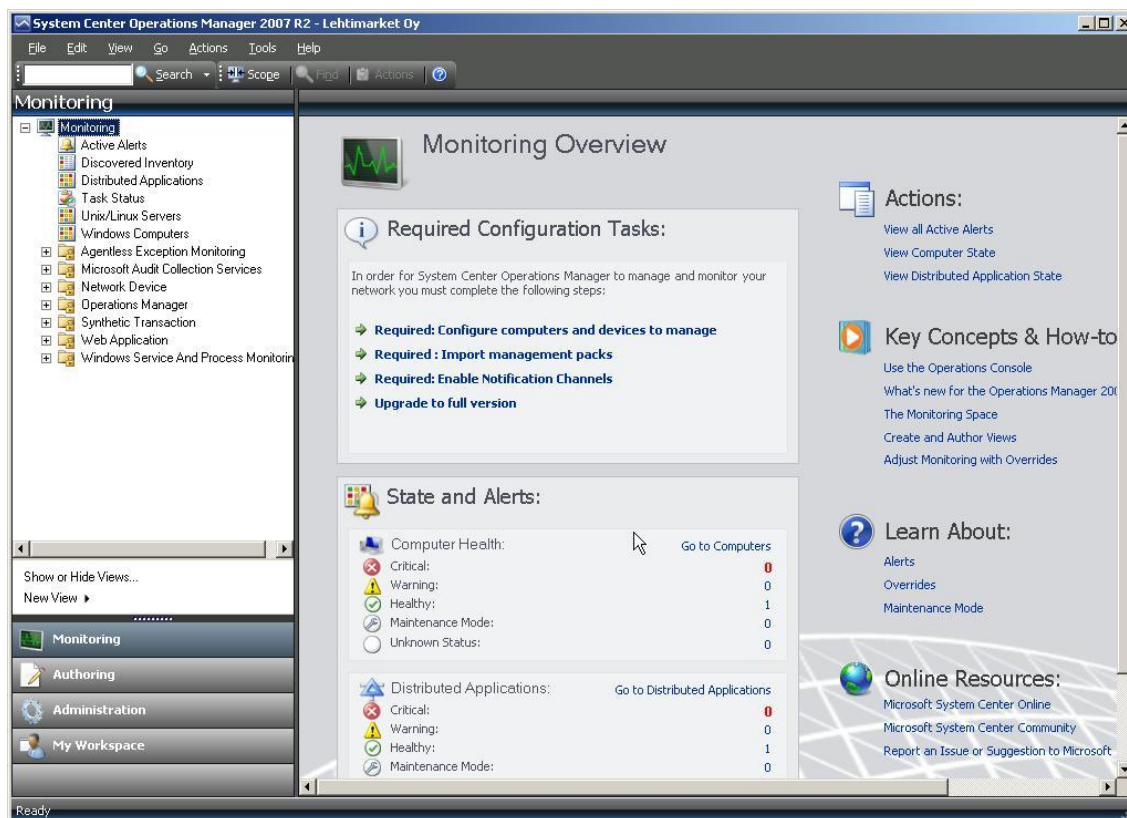 System Center Operations Manager 2007 R2 - Lehtimarket Oy
File Edit View Go Actions Tools Help
Search Scope Find Actions
Monitoring
Monitoring
Active Alerts
Discovered Inventory
Distributed Applications
Task Status
Unix/Linux Servers
Windows Computers
Agentless Exception Monitoring
Microsoft Audit Collection Services
Network Device
Operations Manager
Synthetic Transaction
Web Application
Windows Service And Process Monitorin
Show or Hide Views...
New View
Monitoring
Authoring
Administration
My Workspace
Ready
Monitoring Overview
Required Configuration Tasks:
In order for System Center Operations Manager to manage and monitor your
network you must complete the following steps:
Required: Configure computers and devices to manage
Required : Import management packs
Required: Enable Notification Channels
Upgrade to full version
State and Alerts:
Computer Health: Go to Computers
Critical: 0
Warning: 0
Healthy: 1
Maintenance Mode: 0
Unknown Status: 0
Distributed Applications: Go to Distributed Applications
Critical: 0
Warning: 0
Healthy: 1
Maintenance Mode: 0
Actions:
View all Active Alerts
View Computer State
View Distributed Application State
Key Concepts & How-to
Use the Operations Console
What's new for the Operations Manager 200
The Monitoring Space
Create and Author Views
Adjust Monitoring with Overrides
Learn About:
Alerts
Overrides
Maintenance Mode
Online Resources:
Microsoft System Center Online
Microsoft System Center Community
Report an Issue or Suggestion to Microsoft